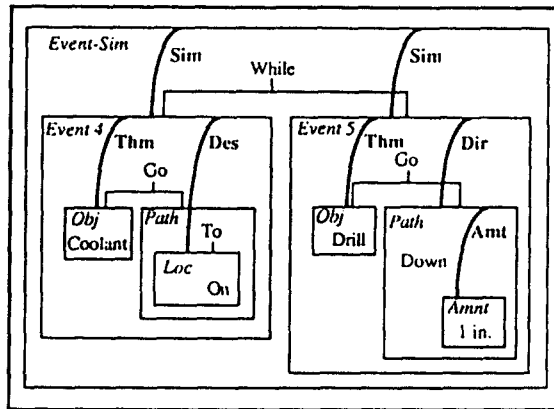 Event-Sim
Sim
Sim
While
Event 4
Thm
Des
Event 5
Thm
Dir
Go
Go
Obj
Coolant
Path
To
Loc
On
Obj
Drill
Path
Amt
Down
Amnt
1 in.